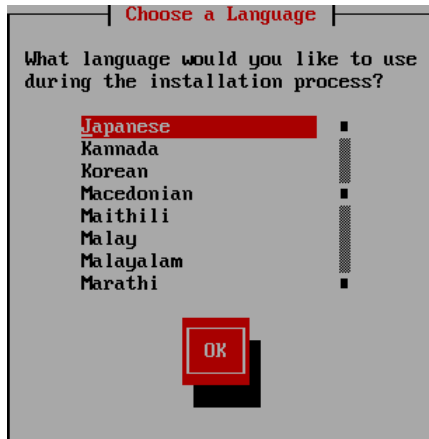 Choose a Language
What language would you like to use
during the installation process?
Japanese
Kannada
Korean
Macedonian
Maithili
Malay
Malayalam
Marathi
OK